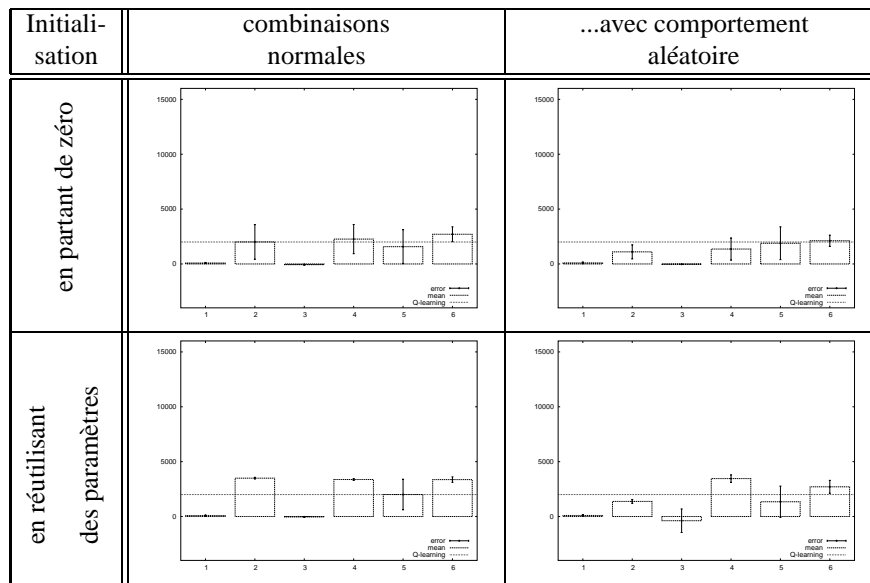 Initiali-
sation
combinaisons
normales
...avec comportement
aléatoire
en partant de zéro
15000
10000
5000
0
error
mean
Q-learning
1 2 3 4 5 6
15000
10000
5000
0
error
mean
Q-learning
1 2 3 4 5 6
en réutilisant
des paramètres
15000
10000
5000
0
error
mean
Q-learning
1 2 3 4 5 6
15000
10000
5000
0
error
mean
Q-learning
1 2 3 4 5 6